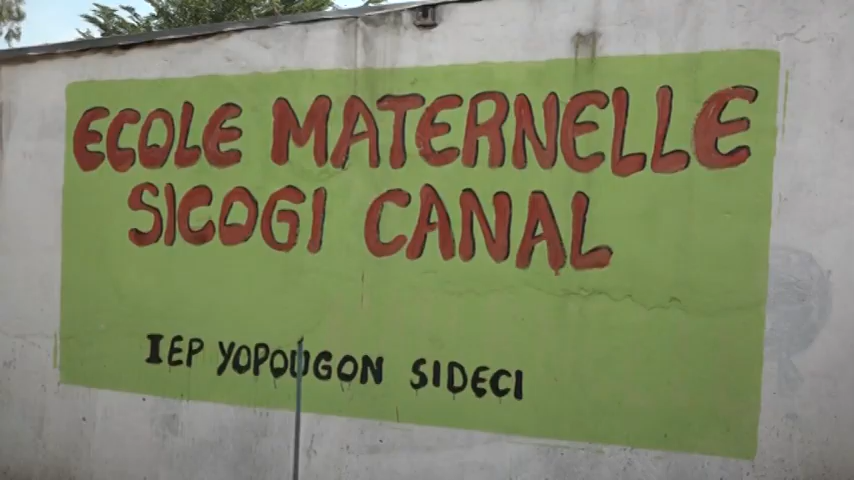 ECOLE MATERNELLE
SICOGI CANAL
IEP YOPOUGON SIDECI